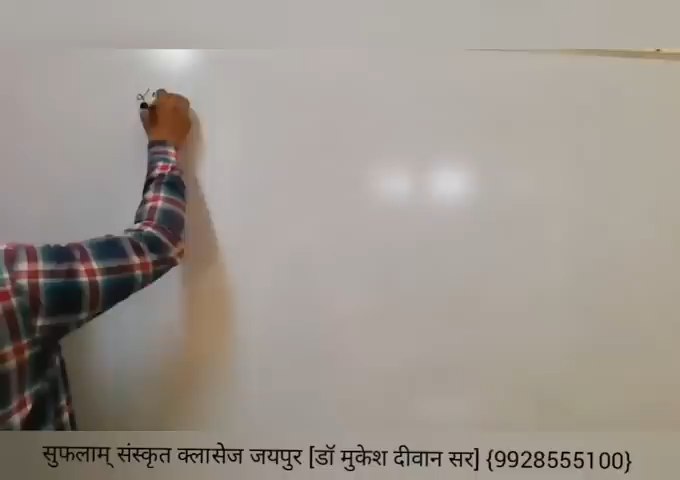 सुफलाम् संस्कृत क्लासेज जयपुर [डॉ मुकेश दीवान सर] {9928555100}